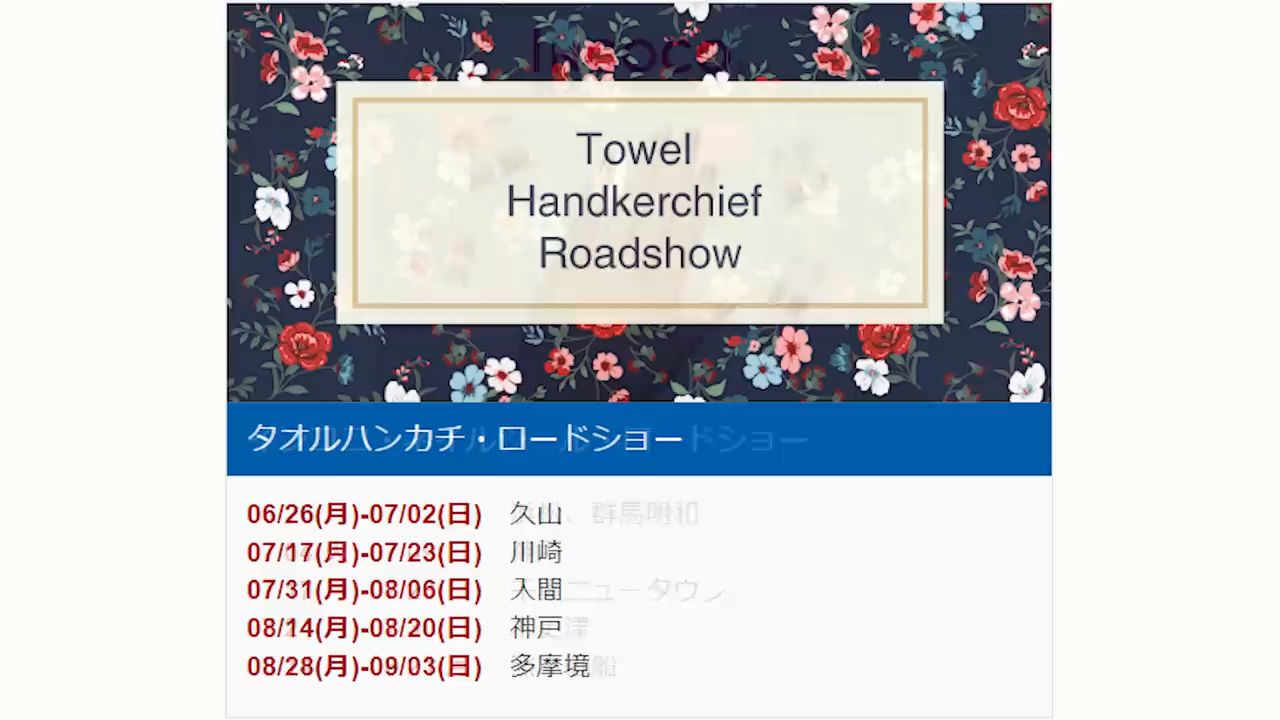 Towel
Handkerchief
Roadshow
タオルハンカチ・ロードショー
06/26(月)-07/02(日) 久山
07/17(月)-07/23(日) 川崎
07/31(月)-08/06(日) 入間
08/14(月)-08/20(日) 神戸
08/28(月)-09/03(日) 多摩境